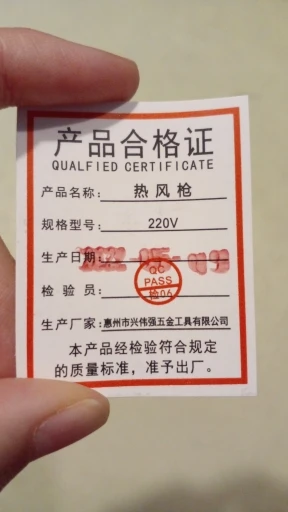 产品合格证
QUALFIED CERTIFICATE
产品名称： 热风枪
规格型号： 220V
生产日期：
检 验 员： QC PASS 检04
生产厂家：惠州市兴伟强五金工具有限公司
本产品经检验符合规定
的质量标准，准予出厂。